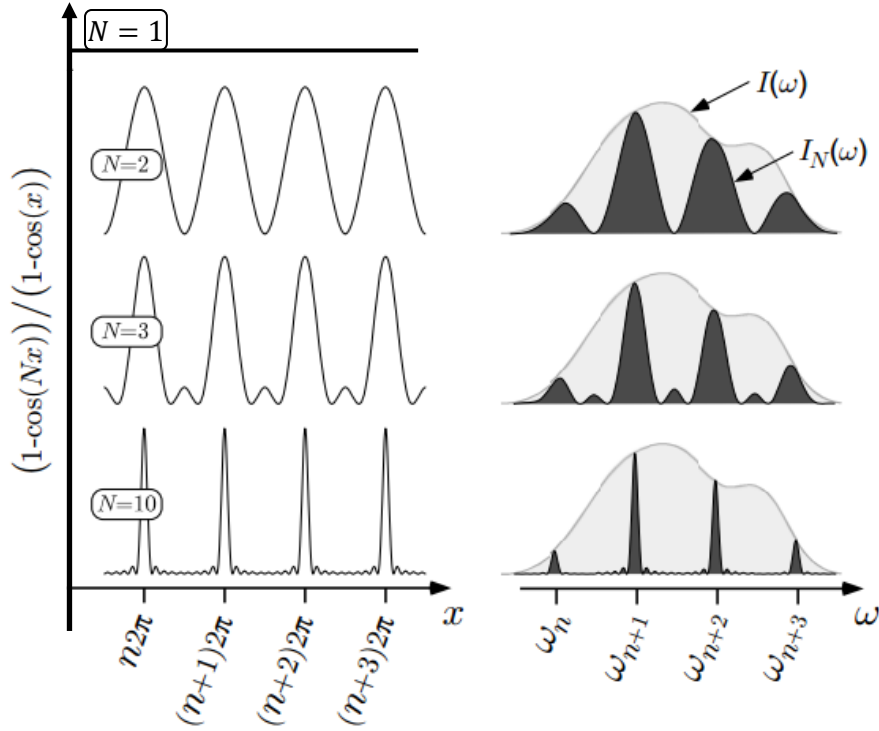 N = 1
(1-cos(Nx)) / (1-cos(x))
N=2
N=3
N=10
n2π
(n+1)2π
(n+2)2π
(n+3)2π
x
I(ω)
I_N(ω)
ω_n
ω_{n+1}
ω_{n+2}
ω_{n+3}
ω